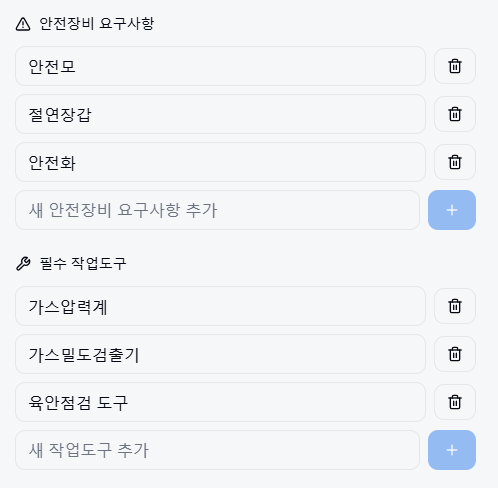 안전장비 요구사항
안전모
절연장갑
안전화
새 안전장비 요구사항 추가
필수 작업도구
가스압력계
가스밀도검출기
육안점검 도구
새 작업도구 추가